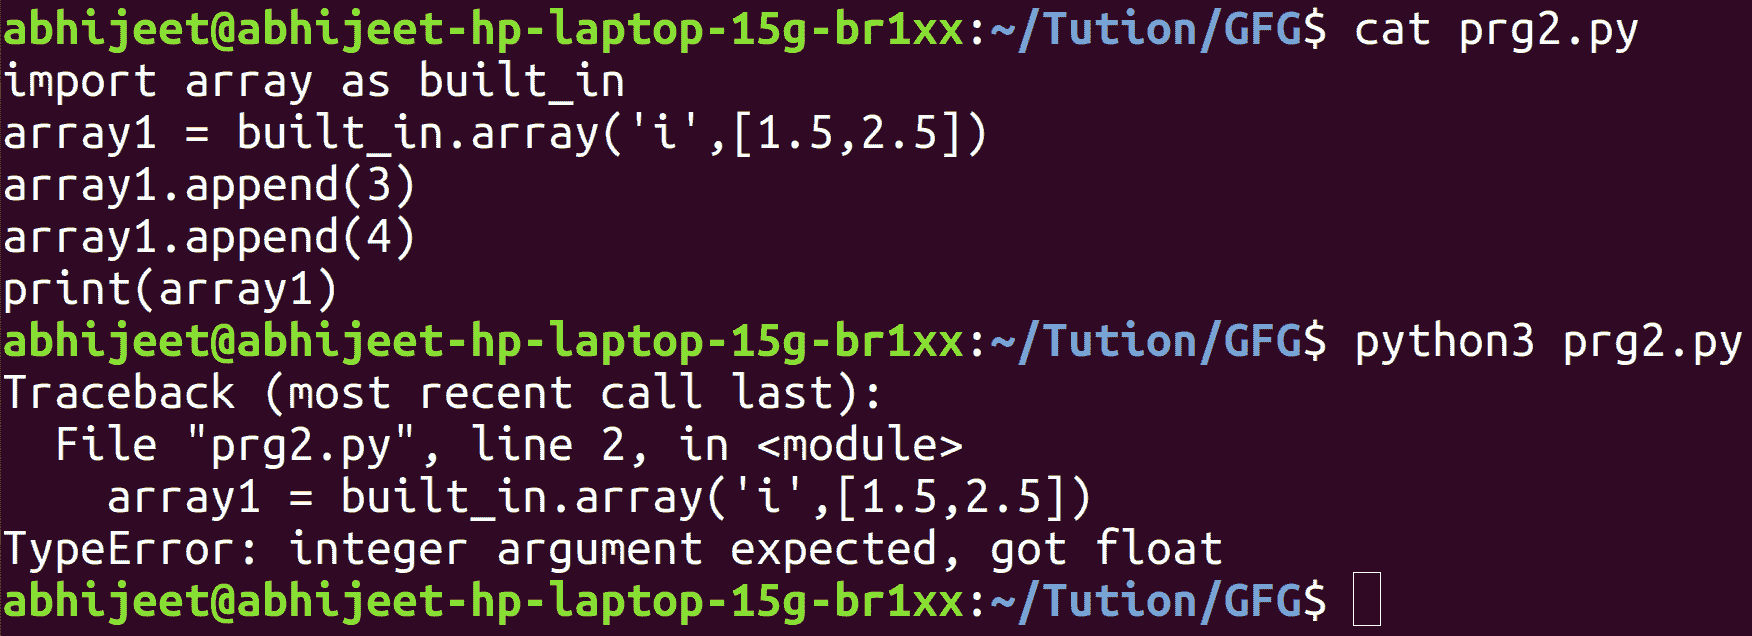 abhijeet@abhijeet-hp-laptop-15g-br1xx:~/Tution/GFG$ cat prg2.py
import array as built_in
array1 = built_in.array('i',[1.5,2.5])
array1.append(3)
array1.append(4)
print(array1)
abhijeet@abhijeet-hp-laptop-15g-br1xx:~/Tution/GFG$ python3 prg2.py
Traceback (most recent call last):
  File "prg2.py", line 2, in <module>
    array1 = built_in.array('i',[1.5,2.5])
TypeError: integer argument expected, got float
abhijeet@abhijeet-hp-laptop-15g-br1xx:~/Tution/GFG$